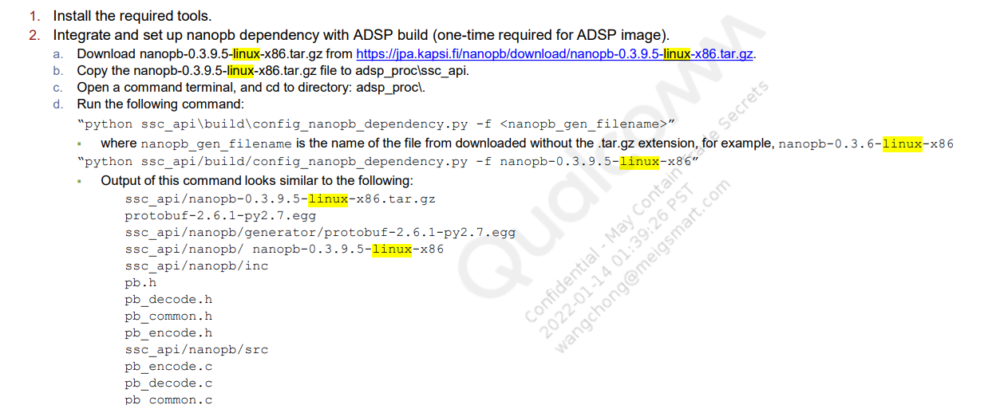 1. Install the required tools.
2. Integrate and set up nanopb dependency with ADSP build (one-time required for ADSP image).
a. Download nanopb-0.3.9.5-linux-x86.tar.gz from https://jpa.kapsi.fi/nanopb/download/nanopb-0.3.9.5-linux-x86.tar.gz.
b. Copy the nanopb-0.3.9.5-linux-x86.tar.gz file to adsp_proc\ssc_api.
c. Open a command terminal, and cd to directory: adsp_proc\.
d. Run the following command:
“python ssc_api\build\config_nanopb_dependency.py -f <nanopb_gen_filename>”
▪ where nanopb_gen_filename is the name of the file from downloaded without the .tar.gz extension, for example, nanopb-0.3.6-linux-x86
“python ssc_api/build/config_nanopb_dependency.py -f nanopb-0.3.9.5-linux-x86”
▪ Output of this command looks similar to the following:
ssc_api/nanopb-0.3.9.5-linux-x86.tar.gz
protobuf-2.6.1-py2.7.egg
ssc_api/nanopb/generator/protobuf-2.6.1-py2.7.egg
ssc_api/nanopb/ nanopb-0.3.9.5-linux-x86
ssc_api/nanopb/inc
pb.h
pb_decode.h
pb_common.h
pb_encode.h
ssc_api/nanopb/src
pb_encode.c
pb_decode.c
pb_common.c
Qualcomm
Confidential - May Contain Trade Secrets
2022-01-14 01:39:26 PST
wangchong@meigsmart.com